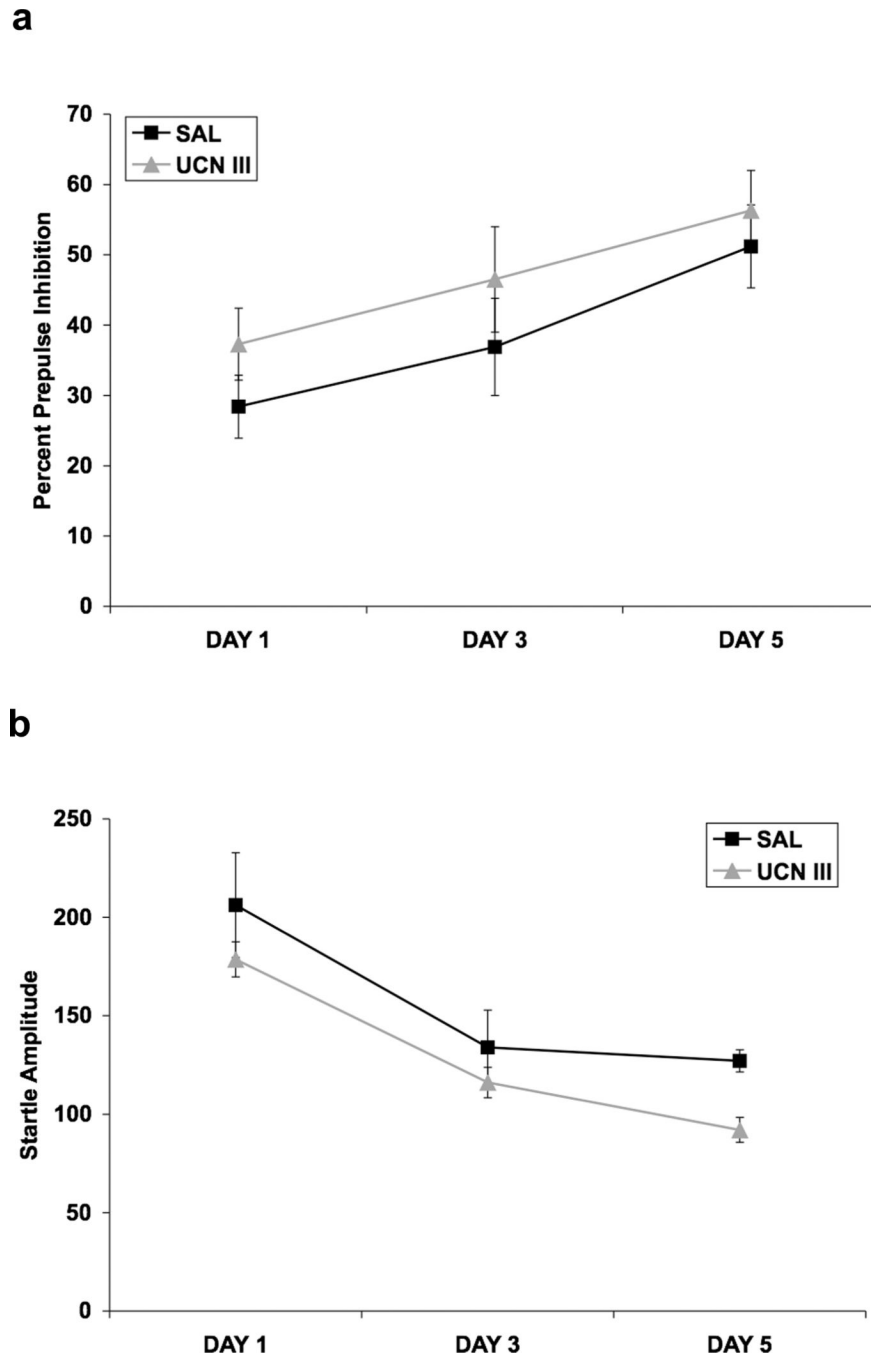 a
70
60
50
40
30
20
10
0
Percent Prepulse Inhibition
SAL
UCN III
DAY 1
DAY 3
DAY 5
b
250
200
150
100
50
0
Startle Amplitude
SAL
UCN III
DAY 1
DAY 3
DAY 5